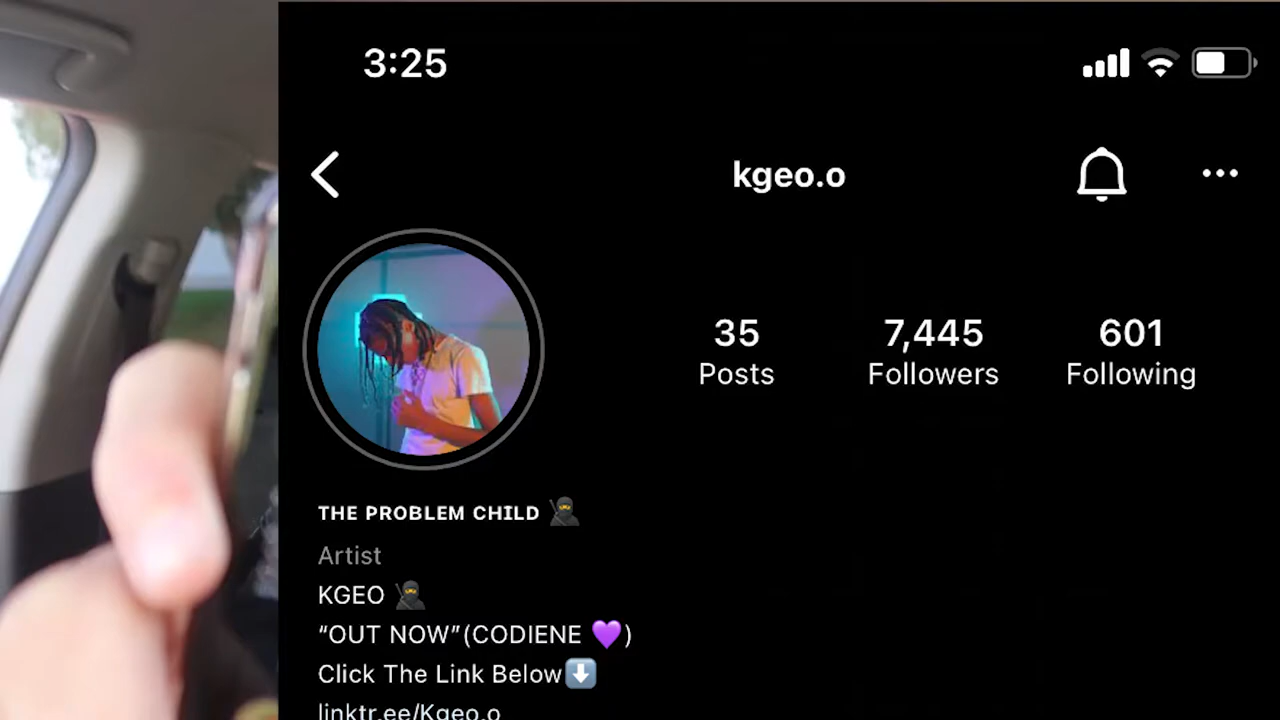 3:25
kgeo.o
35
Posts
7,445
Followers
601
Following
THE PROBLEM CHILD 🥷
Artist
KGEO 🥷
“OUT NOW”(CODIENE 💜)
Click The Link Below⬇️
linktr.ee/Kgeo.o